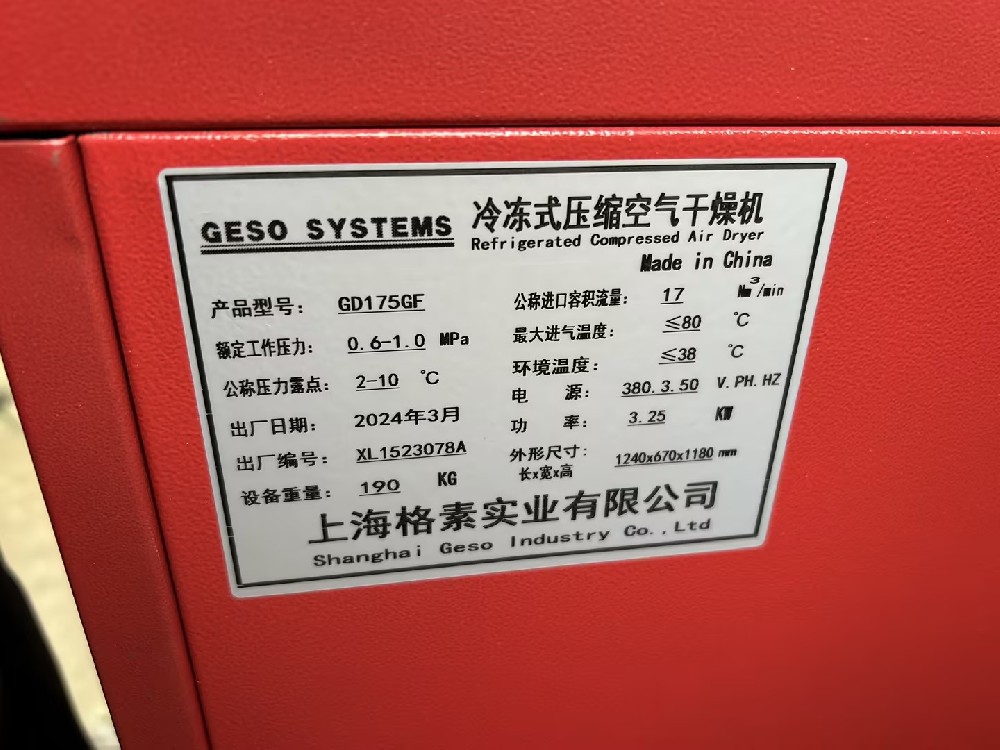 GESO SYSTEMS 冷冻式压缩空气干燥机
Refrigerated Compressed Air Dryer
Made in China
产品型号: GD175GF 公称进口容积流量: 17 Nm³/min
额定工作压力: 0.6-1.0 MPa 最大进气温度: ≤80 ℃
公称压力露点: 2-10 ℃ 环境温度: ≤38 ℃
出厂日期: 2024年3月 电 源: 380.3.50 V.PH.HZ
出厂编号: XL1523078A 功 率: 3.25 KW
设备重量: 190 KG 外形尺寸: 1240x670x1180 mm
长x宽x高
上海格素实业有限公司
Shanghai Geso Industry Co.,Ltd